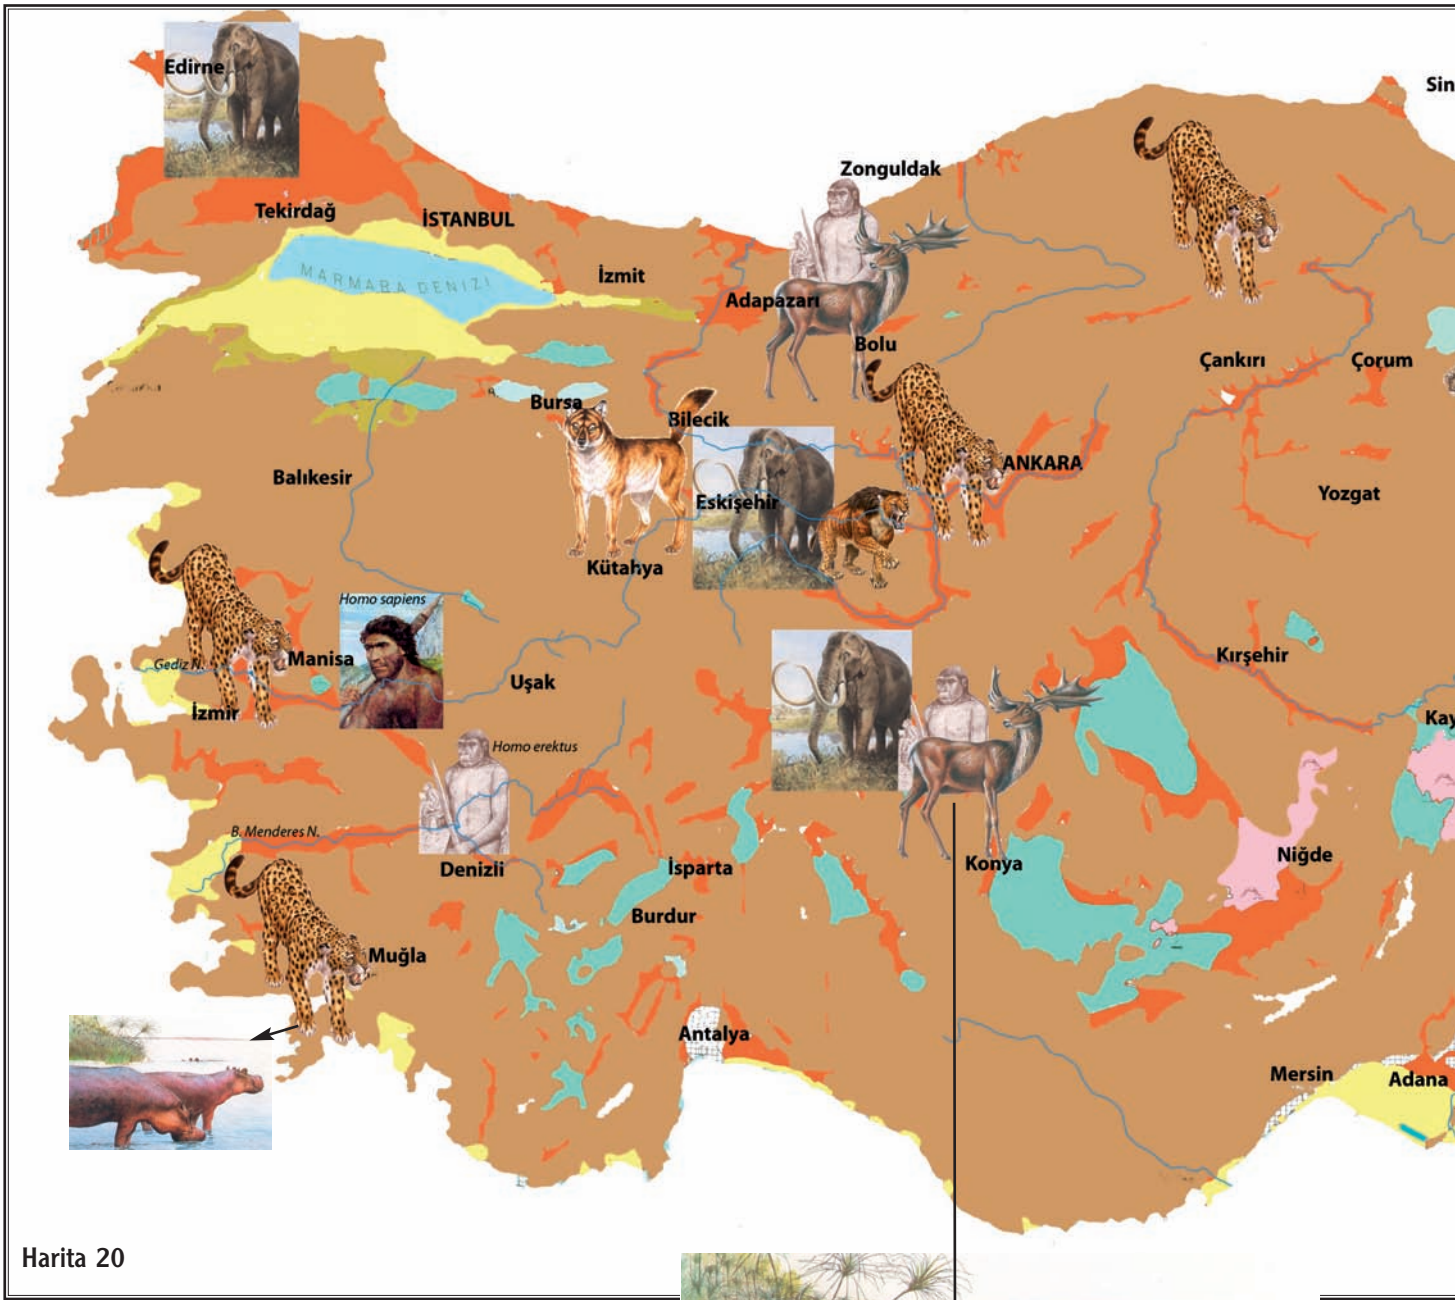 Edirne
Sin
Zonguldak
Tekirdağ
İSTANBUL
MARMARA DENIZI
İzmit
Adapazarı
Bolu
Çankırı
Çorum
Bursa
Bilecik
ANKARA
Balıkesir
Eskişehir
Yozgat
Kütahya
Homo sapiens
Gediz N.
Manisa
Kırşehir
Uşak
İzmir
Kay
Homo erektus
B. Menderes N.
Denizli
İsparta
Konya
Niğde
Burdur
Muğla
Antalya
Mersin
Adana
Harita 20